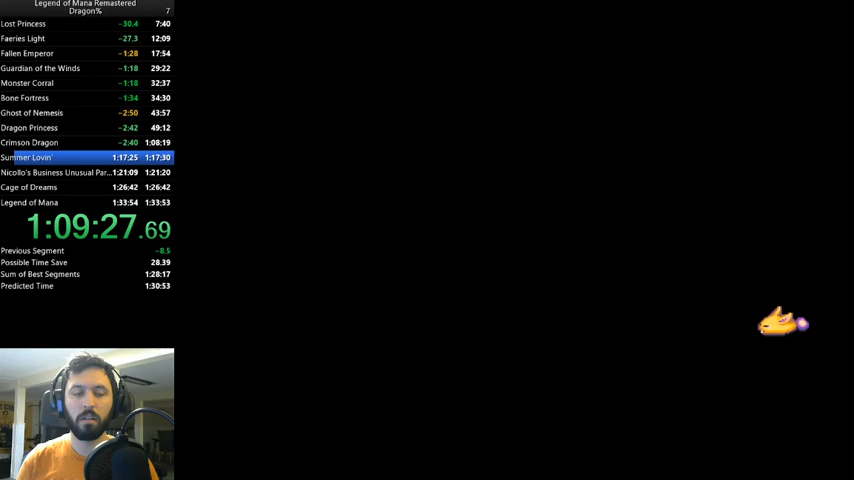 Legend of Mana Remastered
Dragon% 7
Lost Princess -30.4 7:40
Faeries Light -27.3 12:09
Fallen Emperor -1:28 17:54
Guardian of the Winds -1:18 29:22
Monster Corral -1:18 32:37
Bone Fortress -1:34 34:30
Ghost of Nemesis -2:50 43:57
Dragon Princess -2:42 49:12
Crimson Dragon -2:40 1:08:19
Summer Lovin' 1:17:25 1:17:30
Nicollo's Business Unusual Par... 1:21:09 1:21:20
Cage of Dreams 1:26:42 1:26:42
Legend of Mana 1:33:54 1:33:53
1:09:27.69
Previous Segment -8.5
Possible Time Save 28.39
Sum of Best Segments 1:28:17
Predicted Time 1:30:53